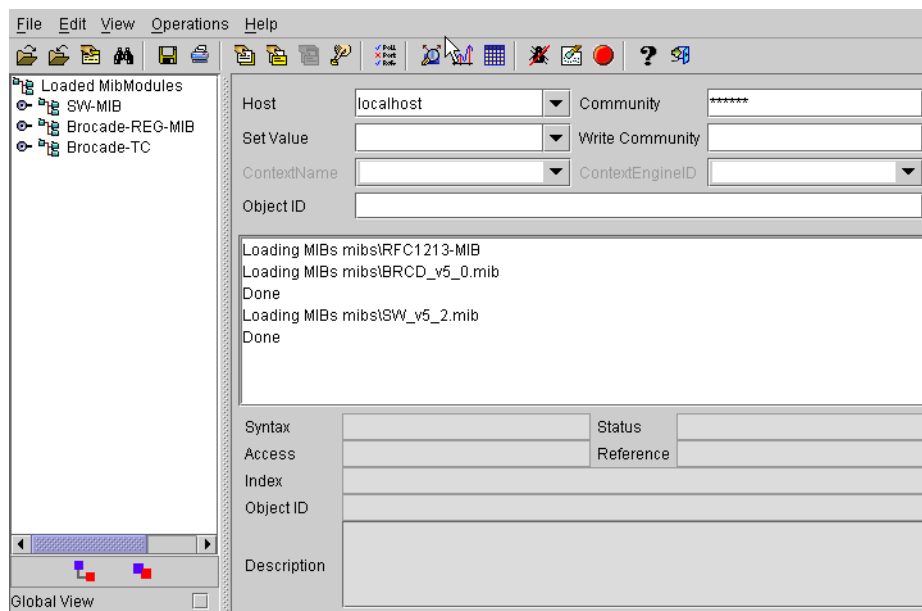 File Edit View Operations Help
Loaded MibModules
SW-MIB
Brocade-REG-MIB
Brocade-TC
Global View
Host localhost Community ******
Set Value Write Community
ContextName ContextEngineID
Object ID
Loading MIBs mibs\RFC1213-MIB
Loading MIBs mibs\BRCD_v5_0.mib
Done
Loading MIBs mibs\SW_v5_2.mib
Done
Syntax Status
Access Reference
Index
Object ID
Description